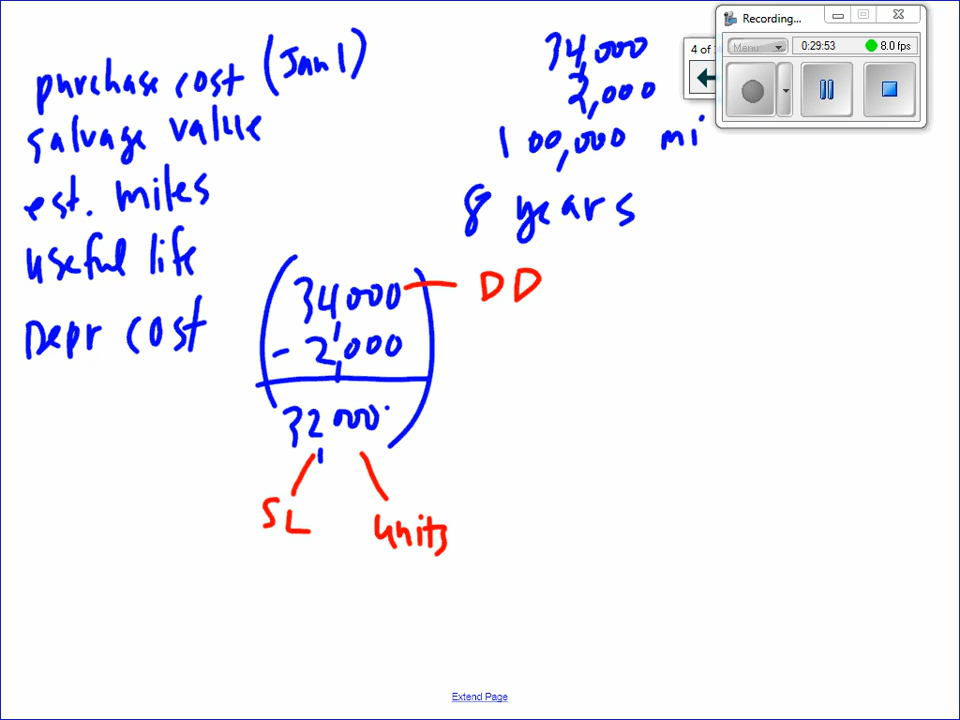 Recording...
Menu
0:29:53
8.0 fps
4 of
purchase cost (Jan 1)
34,000
salvage value
2,000
est. miles
100,000 mi
useful life
8 years
Depr cost
34,000
DD
- 2,000
32,000
SL
units
Extend Page